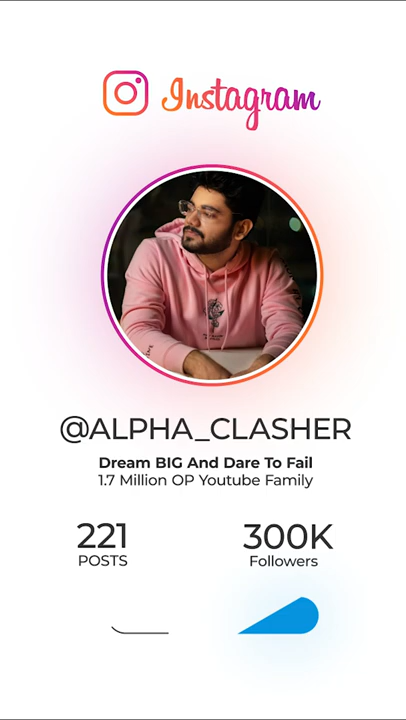 Instagram
@ALPHA_CLASHER
Dream BIG And Dare To Fail
1.7 Million OP Youtube Family
221
POSTS
300K
Followers